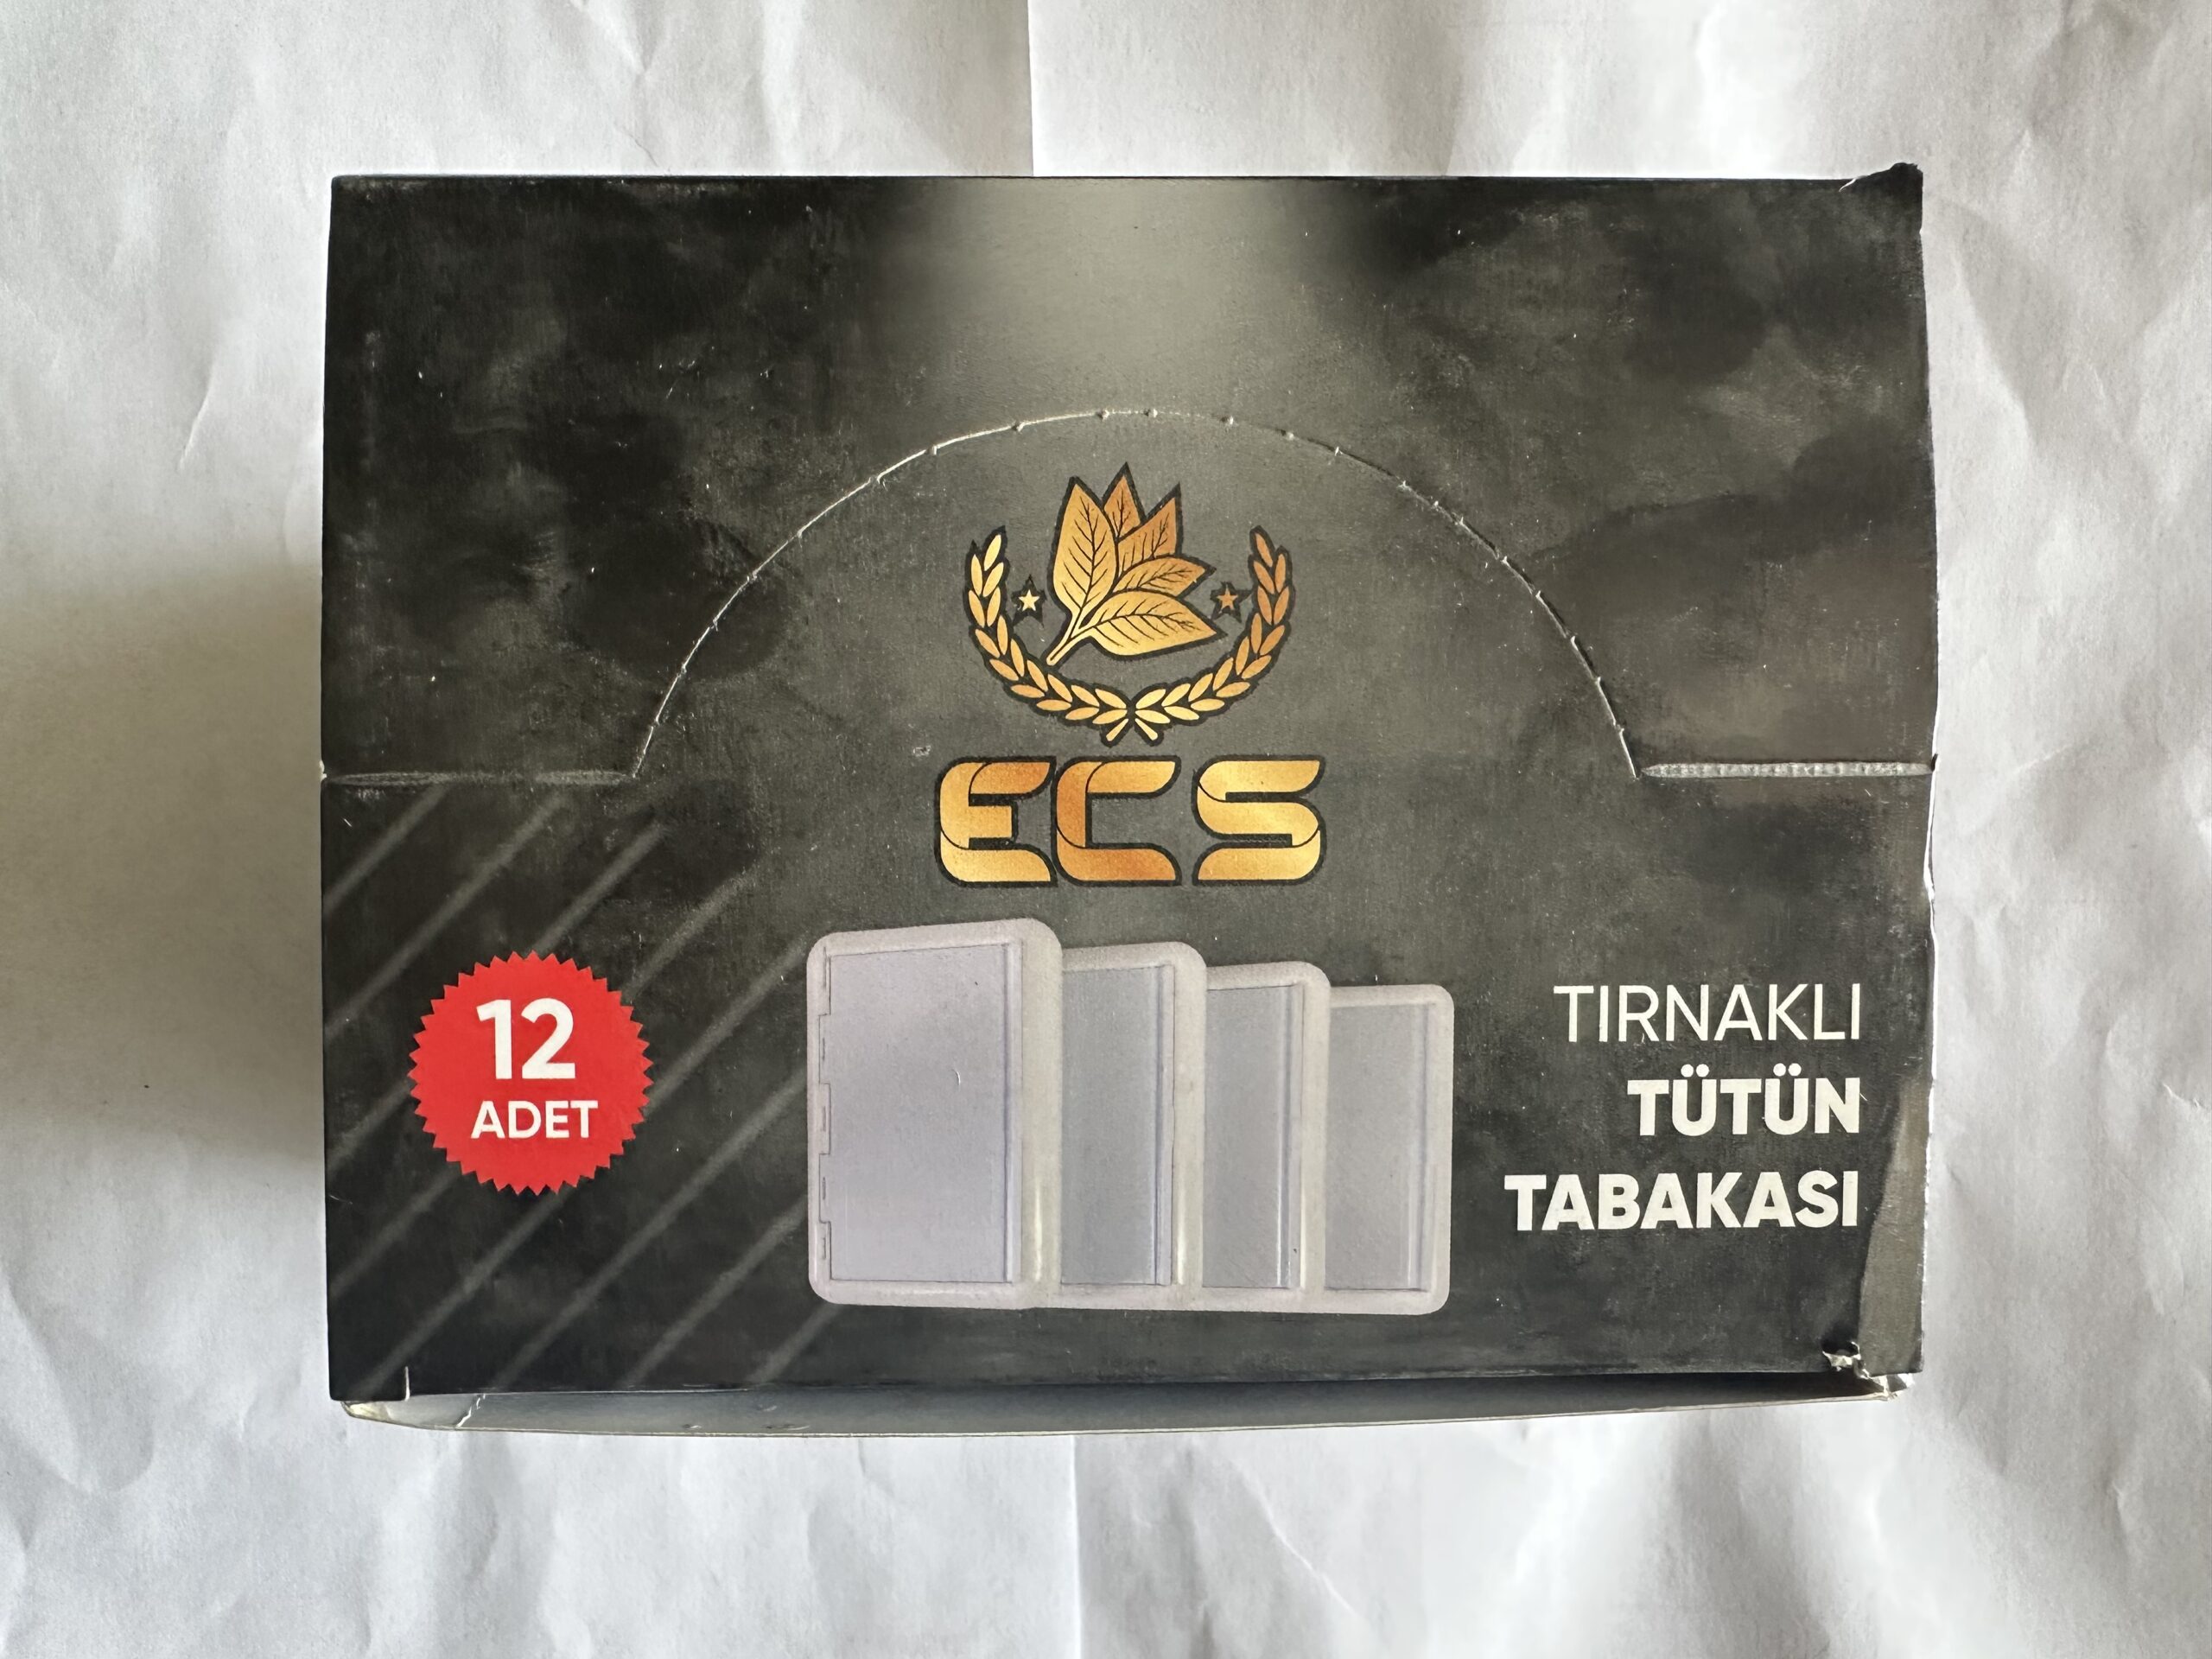 ECS
12
ADET
TIRNAKLI
TÜTÜN
TABAKASI